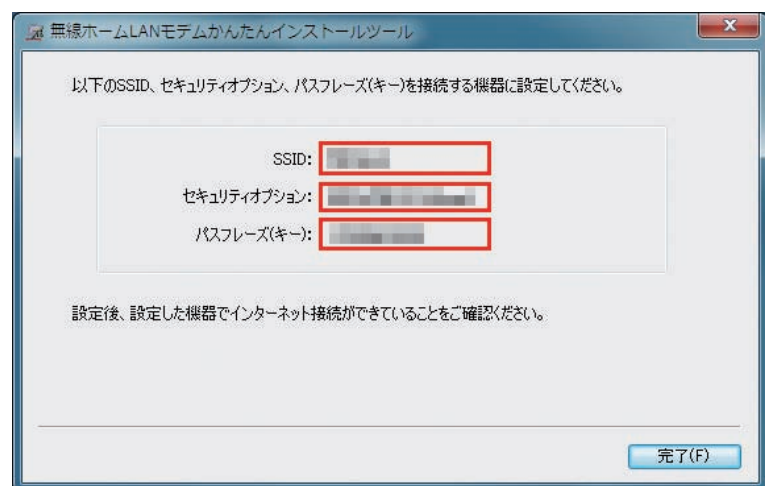 無線ホームLANモデムかんたんインストールツール
以下のSSID、セキュリティオプション、パスフレーズ(キー)を接続する機器に設定してください。
SSID:
セキュリティオプション:
パスフレーズ(キー):
設定後、設定した機器でインターネット接続ができていることをご確認ください。
完了(F)